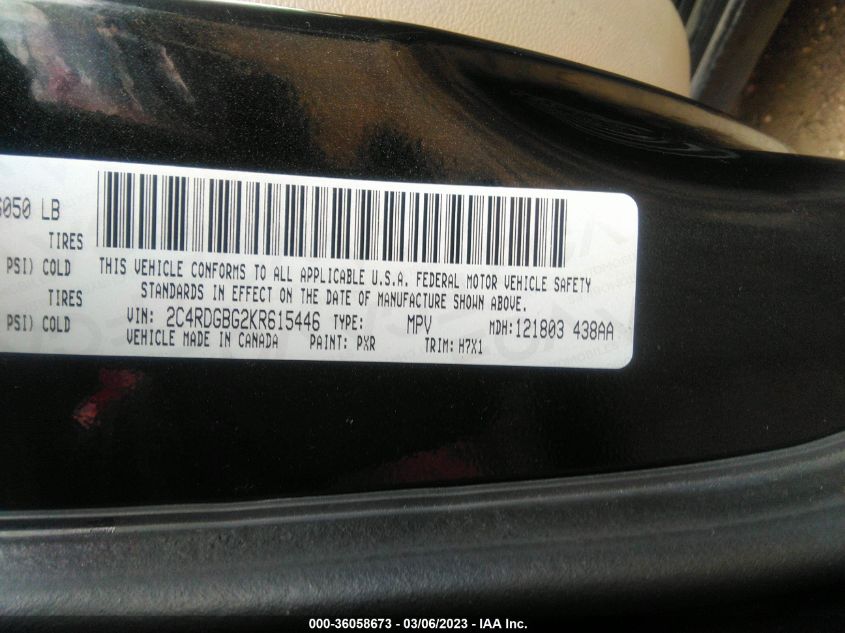 6050 LB
TIRES
PSI) COLD
TIRES
PSI) COLD
THIS VEHICLE CONFORMS TO ALL APPLICABLE U.S.A. FEDERAL MOTOR VEHICLE SAFETY
STANDARDS IN EFFECT ON THE DATE OF MANUFACTURE SHOWN ABOVE.
VIN: 2C4RDGBG2KR615446 TYPE: MPV MDH:121803 438AA
VEHICLE MADE IN CANADA PAINT: PXR TRIM: H7X1
000-36058673 - 03/06/2023 - IAA Inc.